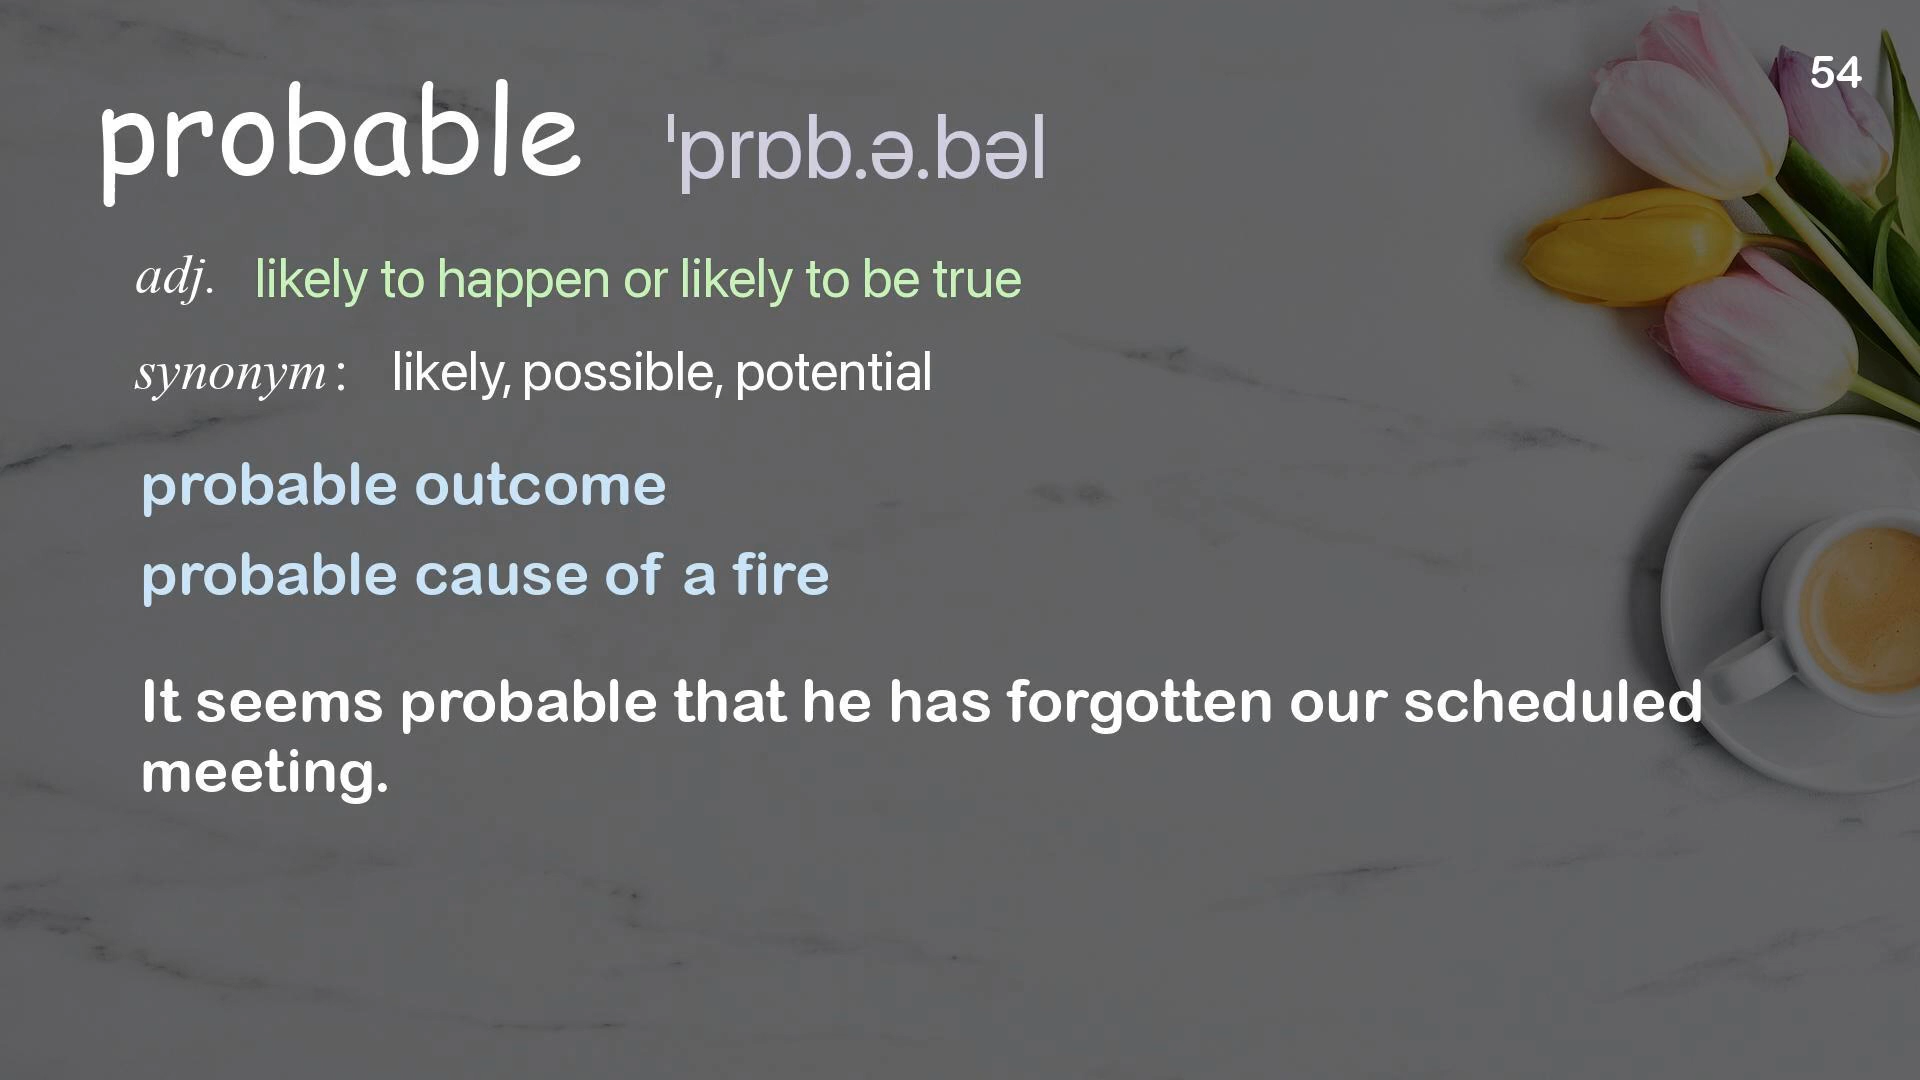 54
probable ˈprɒb.ə.bəl
adj. likely to happen or likely to be true
synonym: likely, possible, potential
probable outcome
probable cause of a fire
It seems probable that he has forgotten our scheduled
meeting.